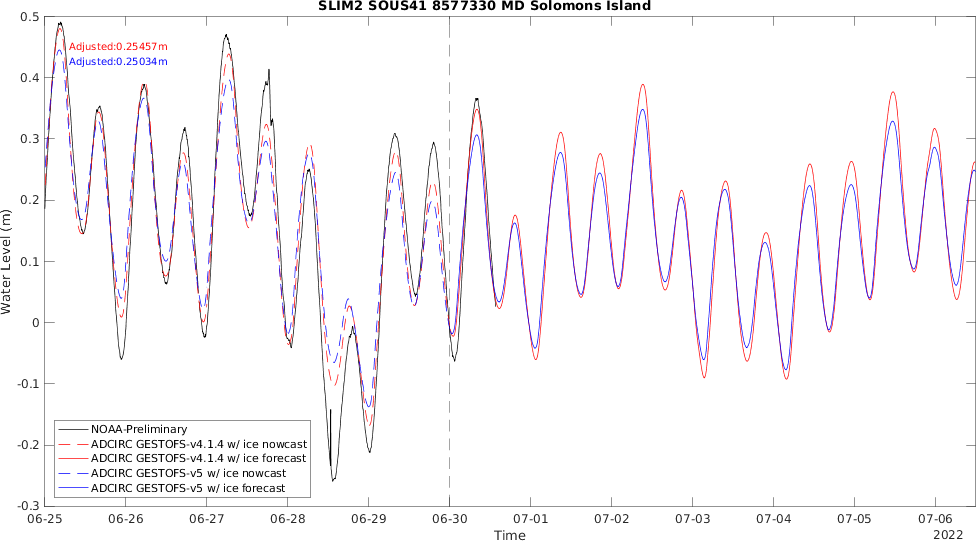 SLIM2 SOUS41 8577330 MD Solomons Island
0.5
0.4
0.3
0.2
0.1
0
-0.1
-0.2
-0.3
Water Level (m)
Adjusted:0.25457m
Adjusted:0.25034m
NOAA-Preliminary
ADCIRC GESTOFS-v4.1.4 w/ ice nowcast
ADCIRC GESTOFS-v4.1.4 w/ ice forecast
ADCIRC GESTOFS-v5 w/ ice nowcast
ADCIRC GESTOFS-v5 w/ ice forecast
06-25 06-26 06-27 06-28 06-29 06-30 07-01 07-02 07-03 07-04 07-05 07-06
Time
2022